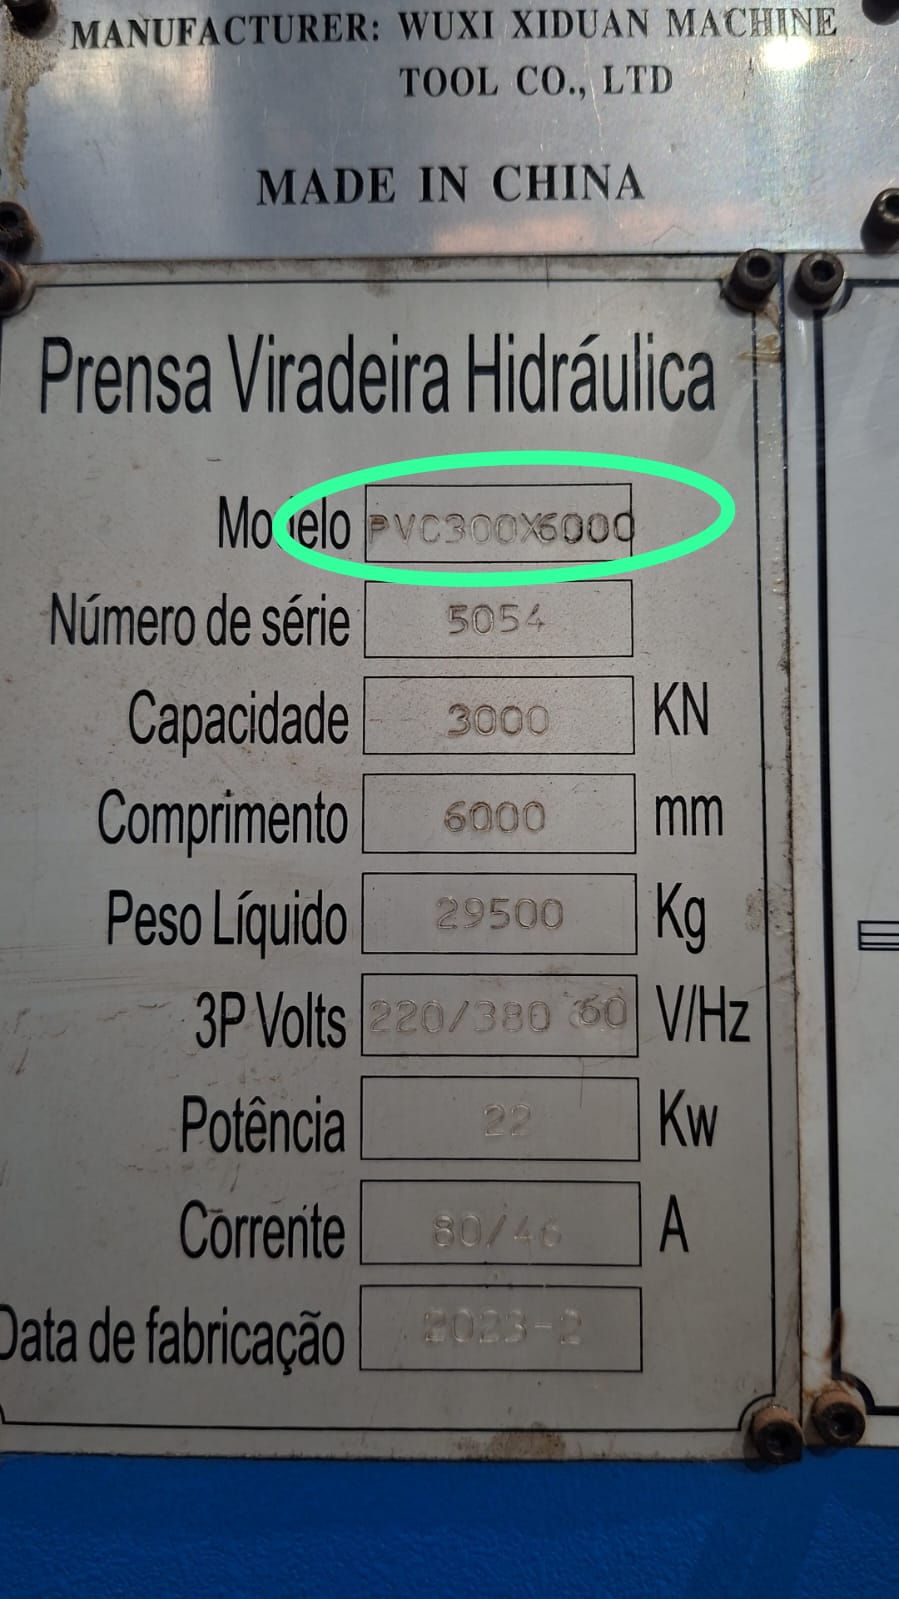 MANUFACTURER: WUXI XIDUAN MACHINE
TOOL CO., LTD
MADE IN CHINA
Prensa Viradeira Hidráulica
Modelo PVC300X6000
Número de série 5054
Capacidade 3000 KN
Comprimento 6000 mm
Peso Líquido 29500 Kg
3P Volts 220/380 60 V/Hz
Potência 22 Kw
Corrente 80/46 A
Data de fabricação 2023-2